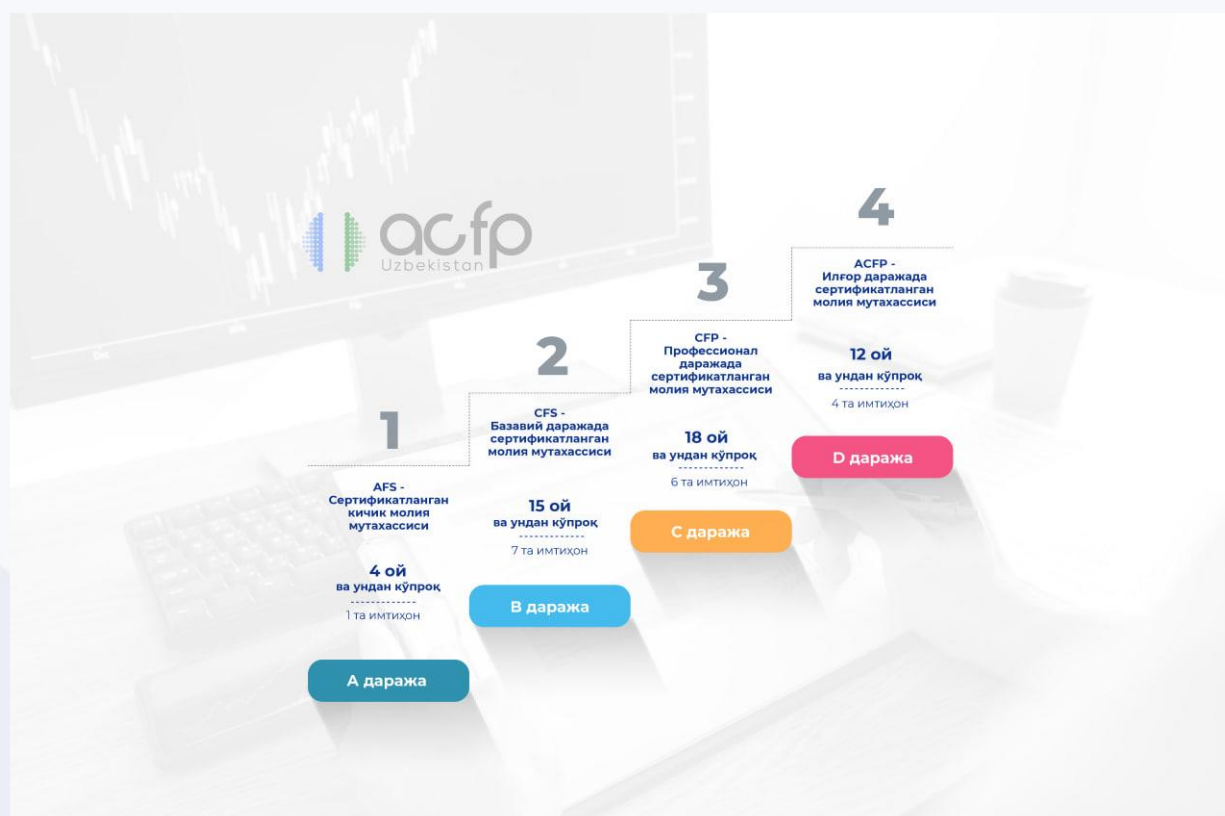 acfp
Uzbekistan
1
AFS -
Сертификатланган
кичик молия
мутахассиси
4 ой
ва ундан кўпроқ
1 та имтиҳон
А даража
2
CFS -
Базавий даражада
сертификатланган
молия мутахассиси
15 ой
ва ундан кўпроқ
7 та имтиҳон
В даража
3
CFP -
Профессионал
даражада
сертификатланган
молия мутахассиси
18 ой
ва ундан кўпроқ
6 та имтиҳон
С даража
4
ACFP -
Илғор даражада
сертификатланган
молия мутахассиси
12 ой
ва ундан кўпроқ
4 та имтиҳон
D даража